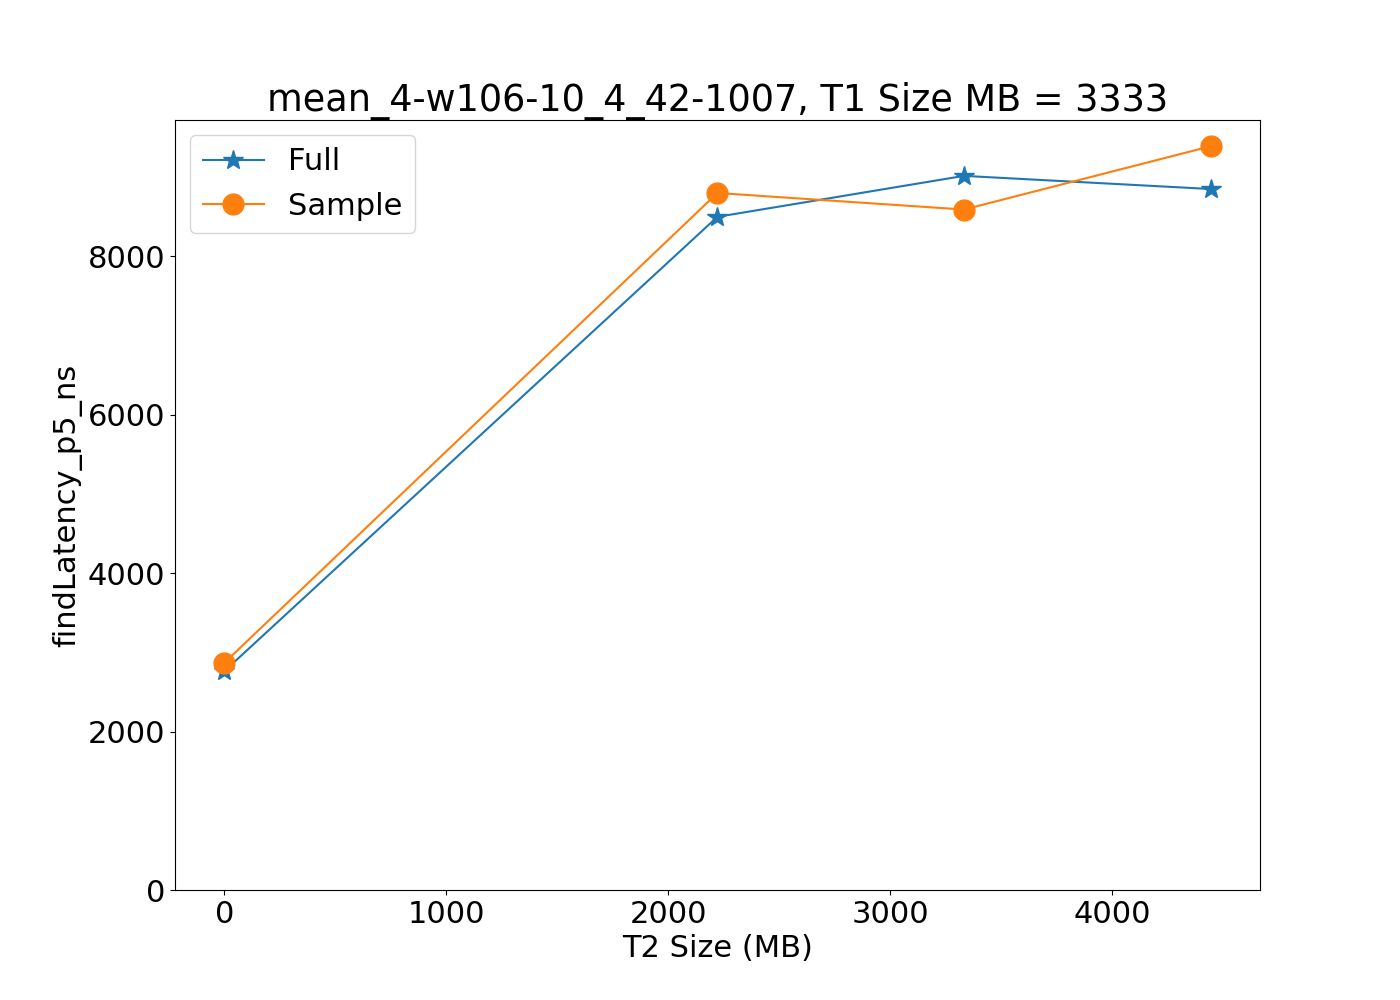 mean_4-w106-10_4_42-1007, T1 Size MB = 3333
Full
Sample
8000
6000
4000
2000
0
findLatency_p5_ns
0 1000 2000 3000 4000
T2 Size (MB)